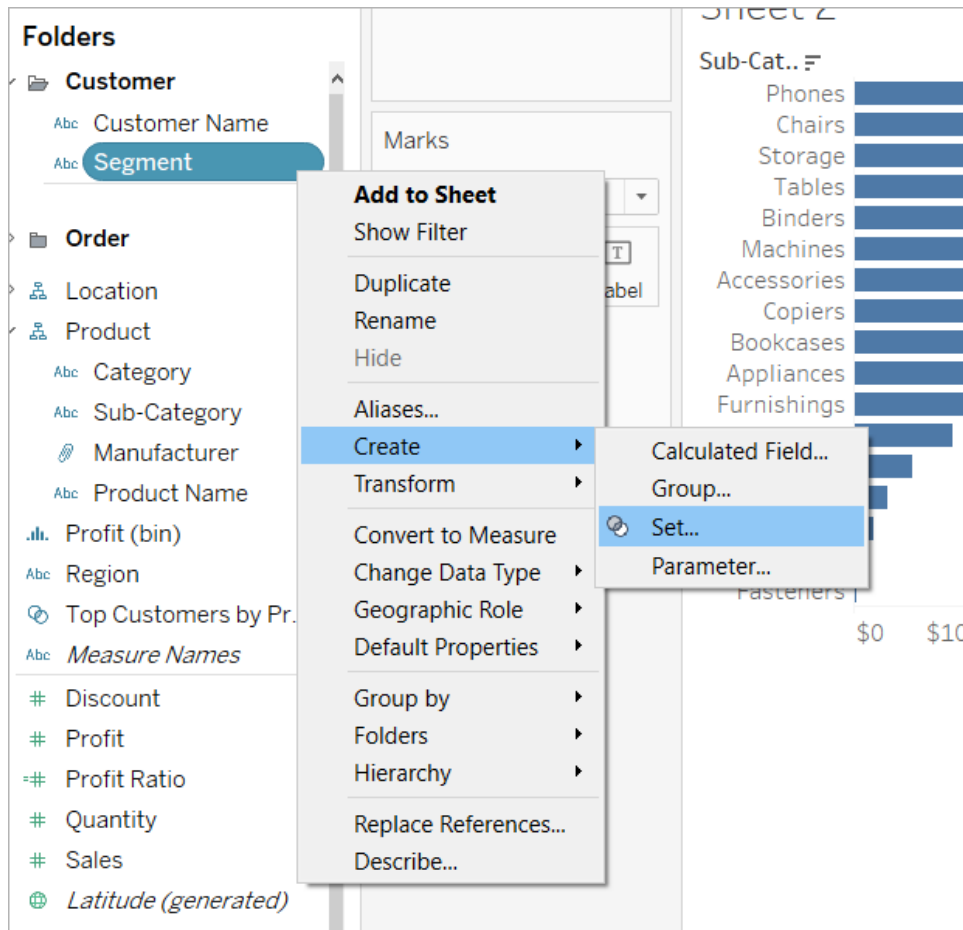 Folders
Customer
Abc Customer Name
Abc Segment
Order
Location
Product
Abc Category
Abc Sub-Category
Manufacturer
Abc Product Name
Profit (bin)
Abc Region
Top Customers by Pr.
Abc Measure Names
# Discount
# Profit
=# Profit Ratio
# Quantity
# Sales
Latitude (generated)
Marks
T
abel
Add to Sheet
Show Filter
Duplicate
Rename
Hide
Aliases...
Create
Transform
Convert to Measure
Change Data Type
Geographic Role
Default Properties
Group by
Folders
Hierarchy
Replace References...
Describe...
Calculated Field...
Group...
Set...
Parameter...
Sheet 2
Sub-Cat..
Phones
Chairs
Storage
Tables
Binders
Machines
Accessories
Copiers
Bookcases
Appliances
Furnishings
Fasteners
$0 $10